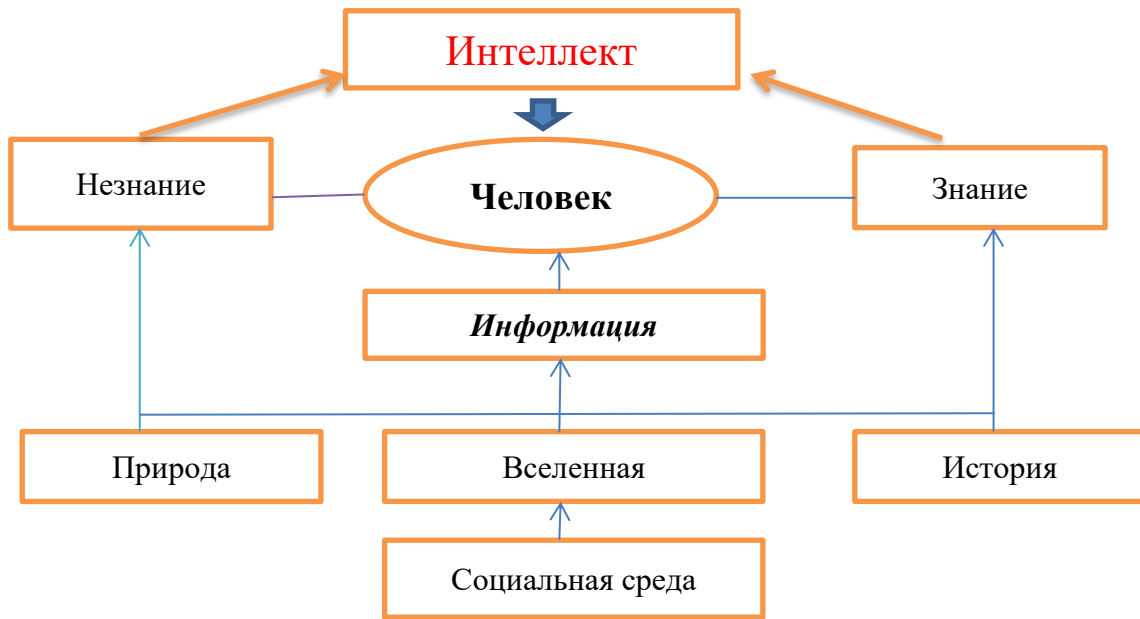 Интеллект
Незнание
Человек
Знание
Информация
Природа
Вселенная
История
Социальная среда